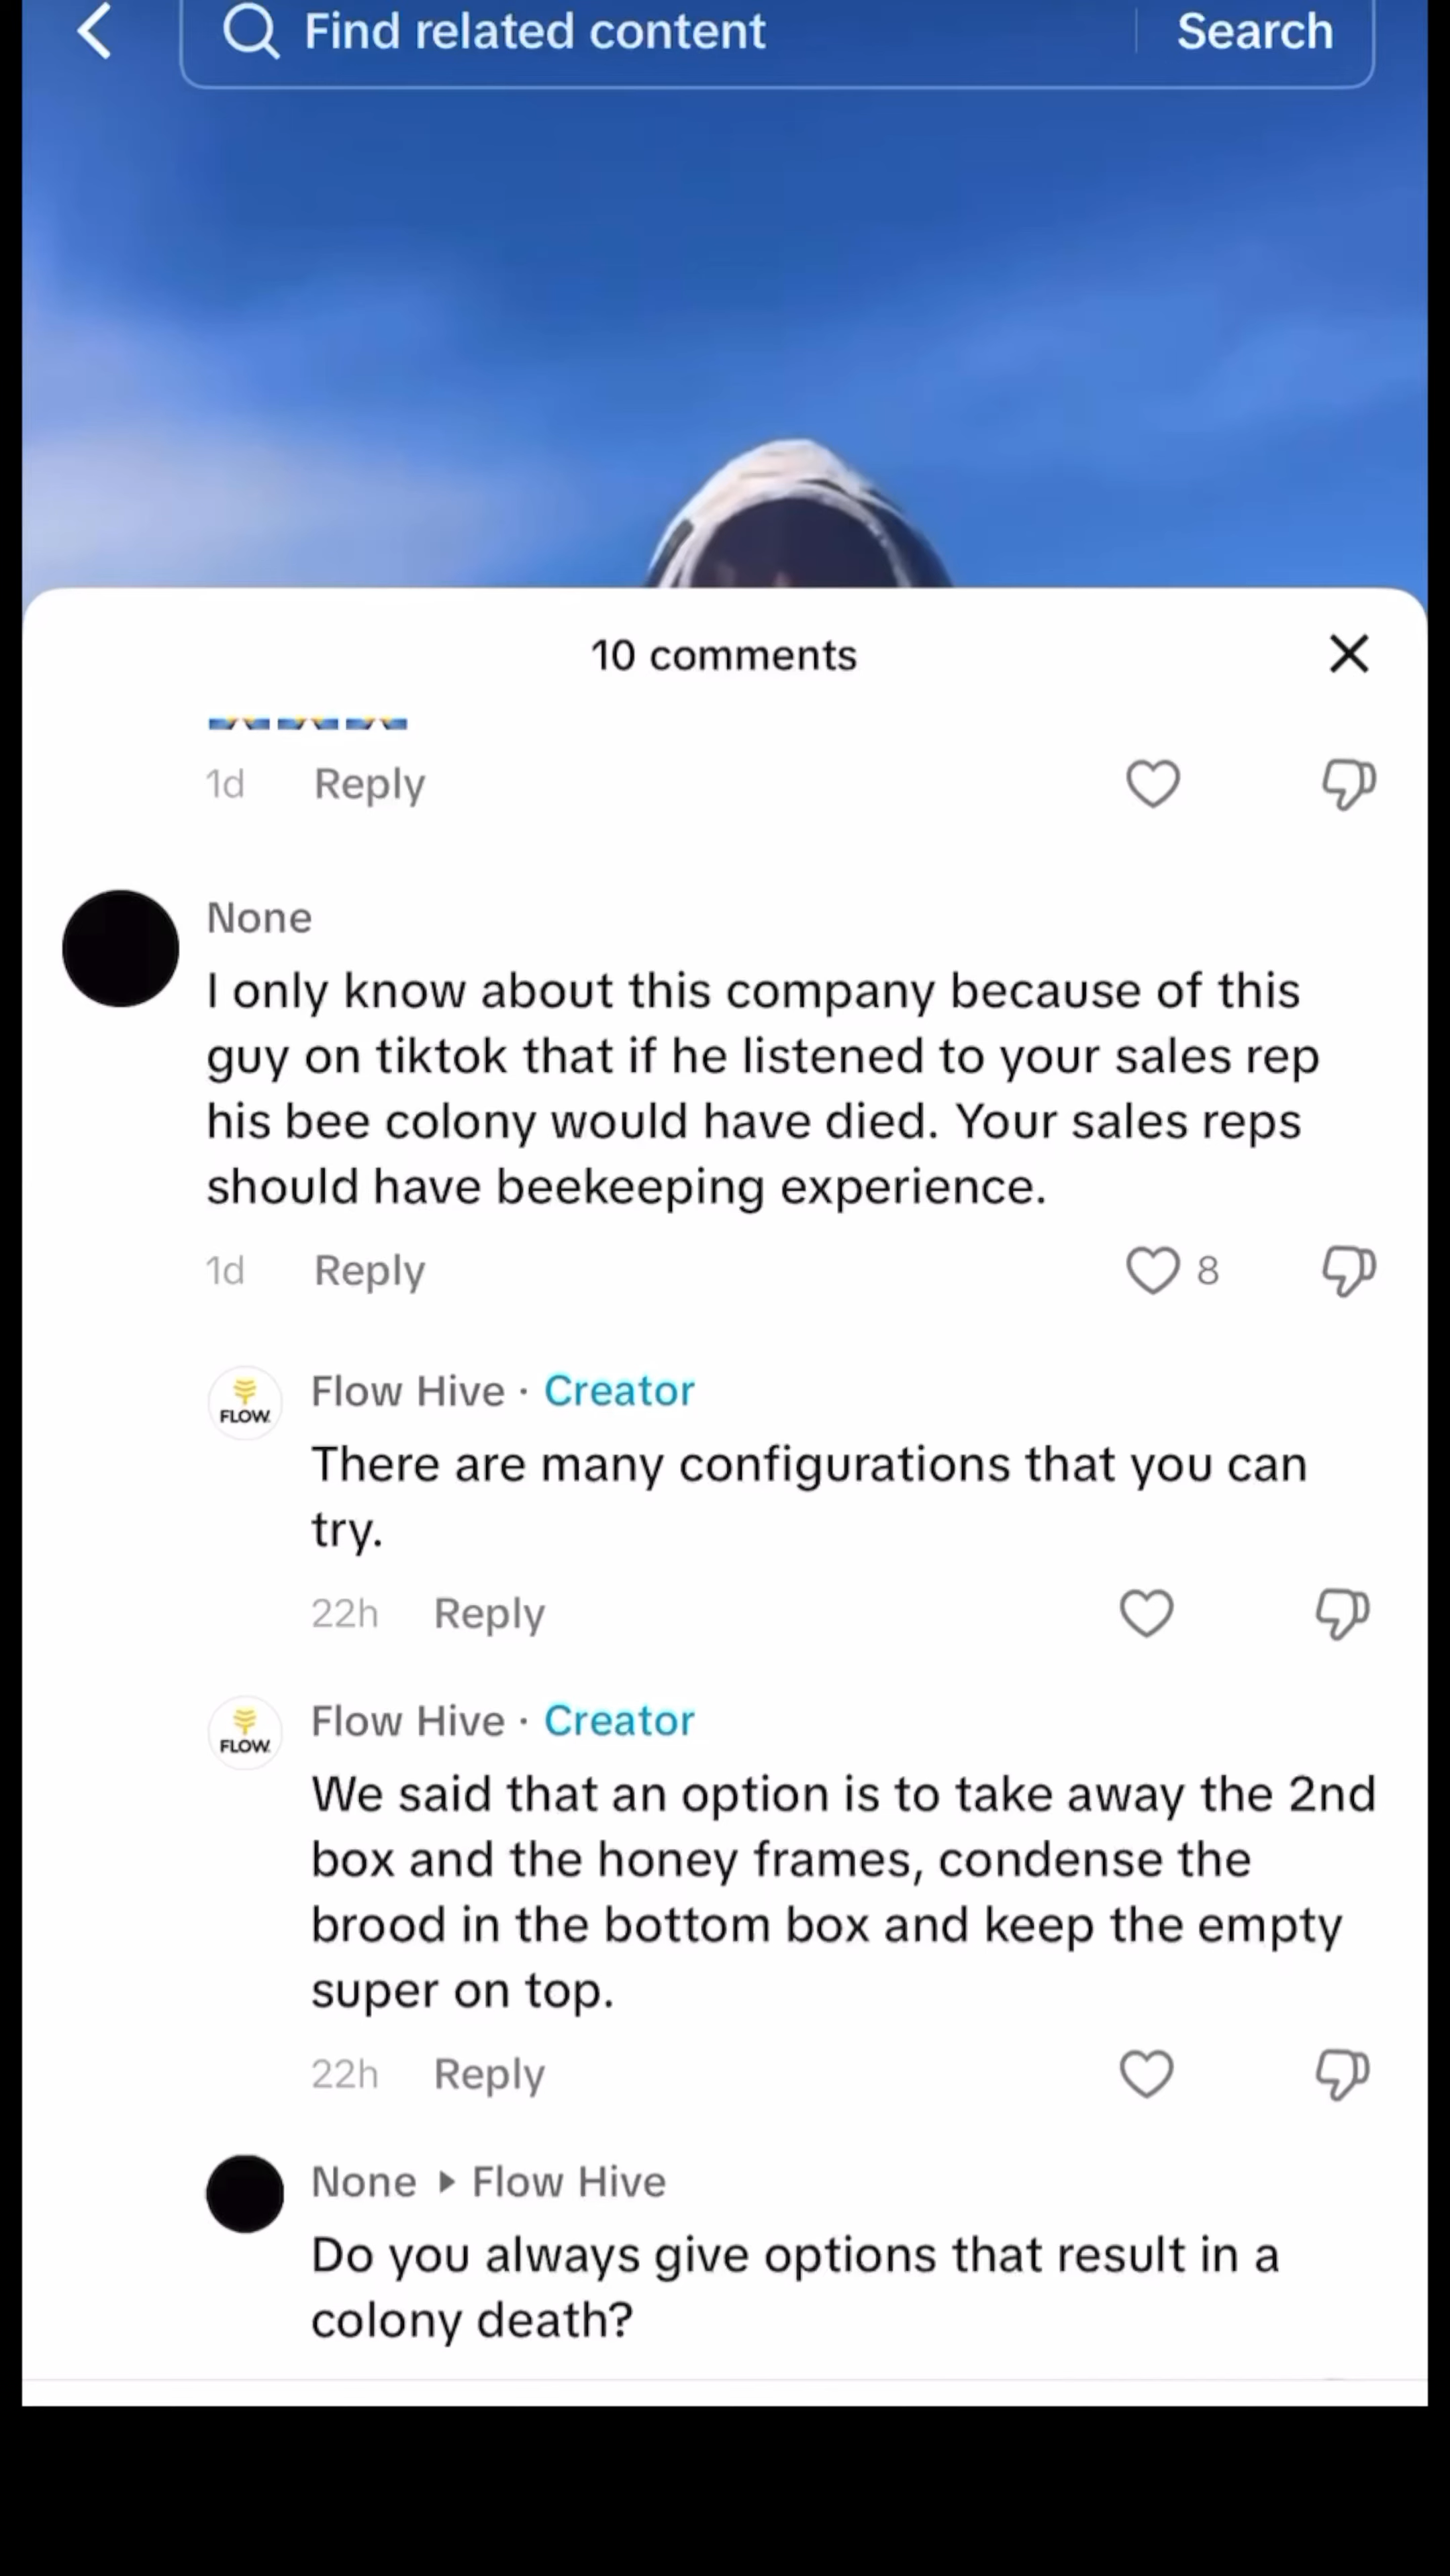 Find related content
Search
10 comments
1d Reply
None
I only know about this company because of this
guy on tiktok that if he listened to your sales rep
his bee colony would have died. Your sales reps
should have beekeeping experience.
1d Reply 8
FLOW
Flow Hive · Creator
There are many configurations that you can
try.
22h Reply
FLOW
Flow Hive · Creator
We said that an option is to take away the 2nd
box and the honey frames, condense the
brood in the bottom box and keep the empty
super on top.
22h Reply
None ▸ Flow Hive
Do you always give options that result in a
colony death?